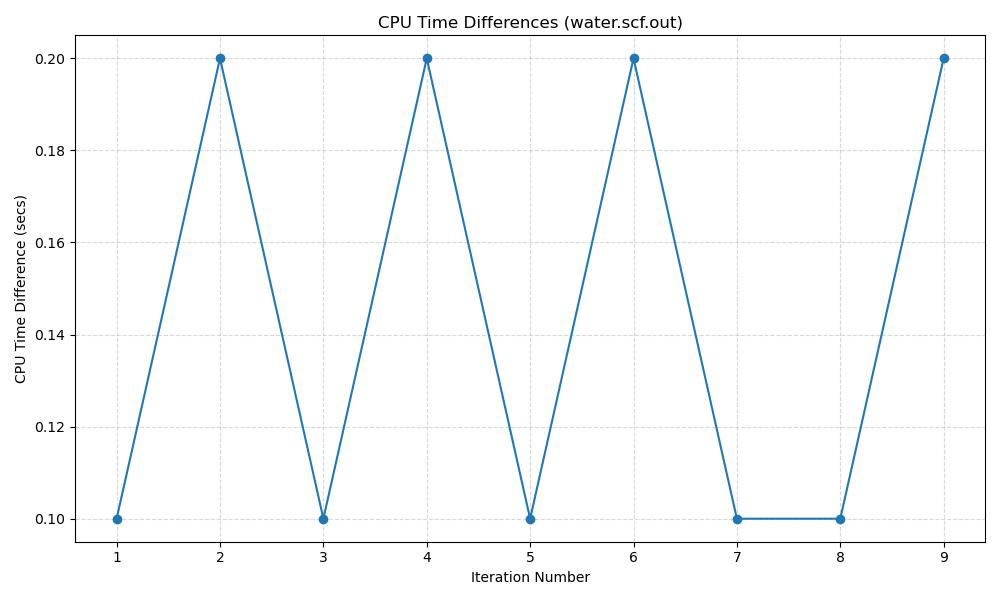 CPU Time Differences (water.scf.out)
CPU Time Difference (secs)
0.20
0.18
0.16
0.14
0.12
0.10
1 2 3 4 5 6 7 8 9
Iteration Number